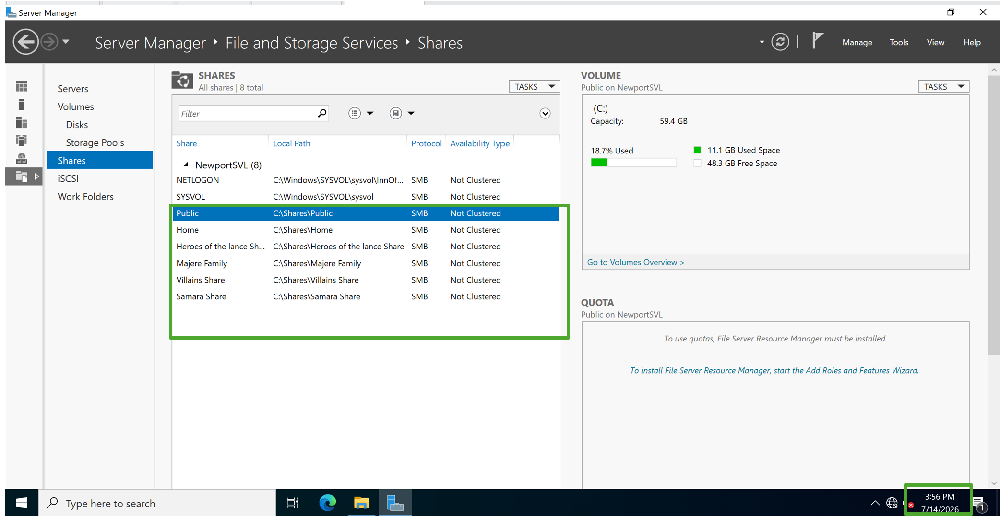 Server Manager
Server Manager ‣ File and Storage Services ‣ Shares
Manage Tools View Help
Servers
Volumes
Disks
Storage Pools
Shares
iSCSI
Work Folders
SHARES
All shares | 8 total
TASKS
Filter
Share Local Path Protocol Availability Type
NewportSVL (8)
NETLOGON C:\Windows\SYSVOL\sysvol\InnOf... SMB Not Clustered
SYSVOL C:\Windows\SYSVOL\sysvol SMB Not Clustered
Public C:\Shares\Public SMB Not Clustered
Home C:\Shares\Home SMB Not Clustered
Heroes of the lance Sh... C:\Shares\Heroes of the lance Share SMB Not Clustered
Majere Family C:\Shares\Majere Family SMB Not Clustered
Villains Share C:\Shares\Villains Share SMB Not Clustered
Samara Share C:\Shares\Samara Share SMB Not Clustered
VOLUME
Public on NewportSVL
TASKS
(C:)
Capacity: 59.4 GB
18.7% Used
11.1 GB Used Space
48.3 GB Free Space
Go to Volumes Overview >
QUOTA
Public on NewportSVL
To use quotas, File Server Resource Manager must be installed.
To install File Server Resource Manager, start the Add Roles and Features Wizard.
Type here to search
3:56 PM
7/14/2026
1